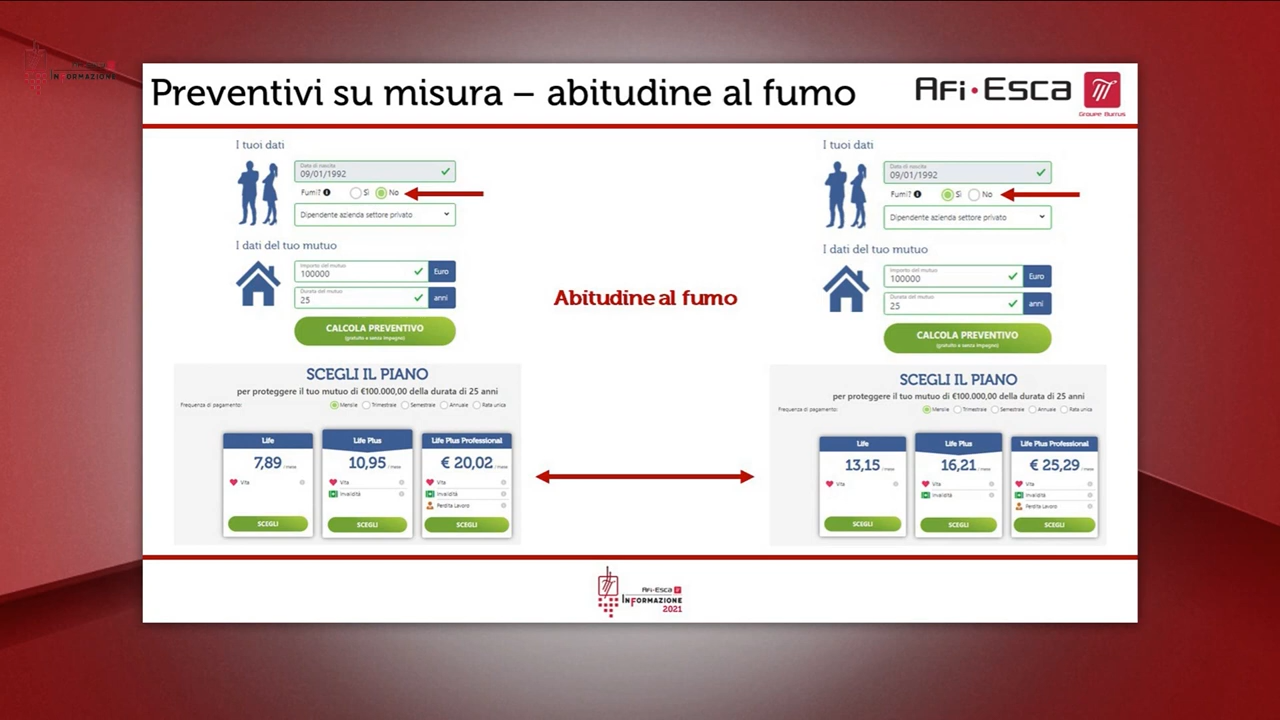 InFORMAZIONE
Preventivi su misura – abitudine al fumo
AFi·ESCA
Groupe Burrus
I tuoi dati
Data di nascita
09/01/1992
Fumi? Sì No
Dipendente azienda settore privato
I dati del tuo mutuo
Importo del mutuo
100000 Euro
Durata del mutuo
25 anni
CALCOLA PREVENTIVO
(gratuito e senza impegno)
SCEGLI IL PIANO
per proteggere il tuo mutuo di €100.000,00 della durata di 25 anni
Frequenza di pagamento: Mensile Trimestrale Semestrale Annuale Rata unica
Life
7,89 / mese
Vita
SCEGLI
Life Plus
10,95 / mese
Vita
Invalidità
SCEGLI
Life Plus Professional
€ 20,02 / mese
Vita
Invalidità
Perdita Lavoro
SCEGLI
Abitudine al fumo
I tuoi dati
Data di nascita
09/01/1992
Fumi? Sì No
Dipendente azienda settore privato
I dati del tuo mutuo
Importo del mutuo
100000 Euro
Durata del mutuo
25 anni
CALCOLA PREVENTIVO
(gratuito e senza impegno)
SCEGLI IL PIANO
per proteggere il tuo mutuo di €100.000,00 della durata di 25 anni
Frequenza di pagamento: Mensile Trimestrale Semestrale Annuale Rata unica
Life
13,15 / mese
Vita
SCEGLI
Life Plus
16,21 / mese
Vita
Invalidità
SCEGLI
Life Plus Professional
€ 25,29 / mese
Vita
Invalidità
Perdita Lavoro
SCEGLI
AFi-ESCA
InFORMAZIONE
2021